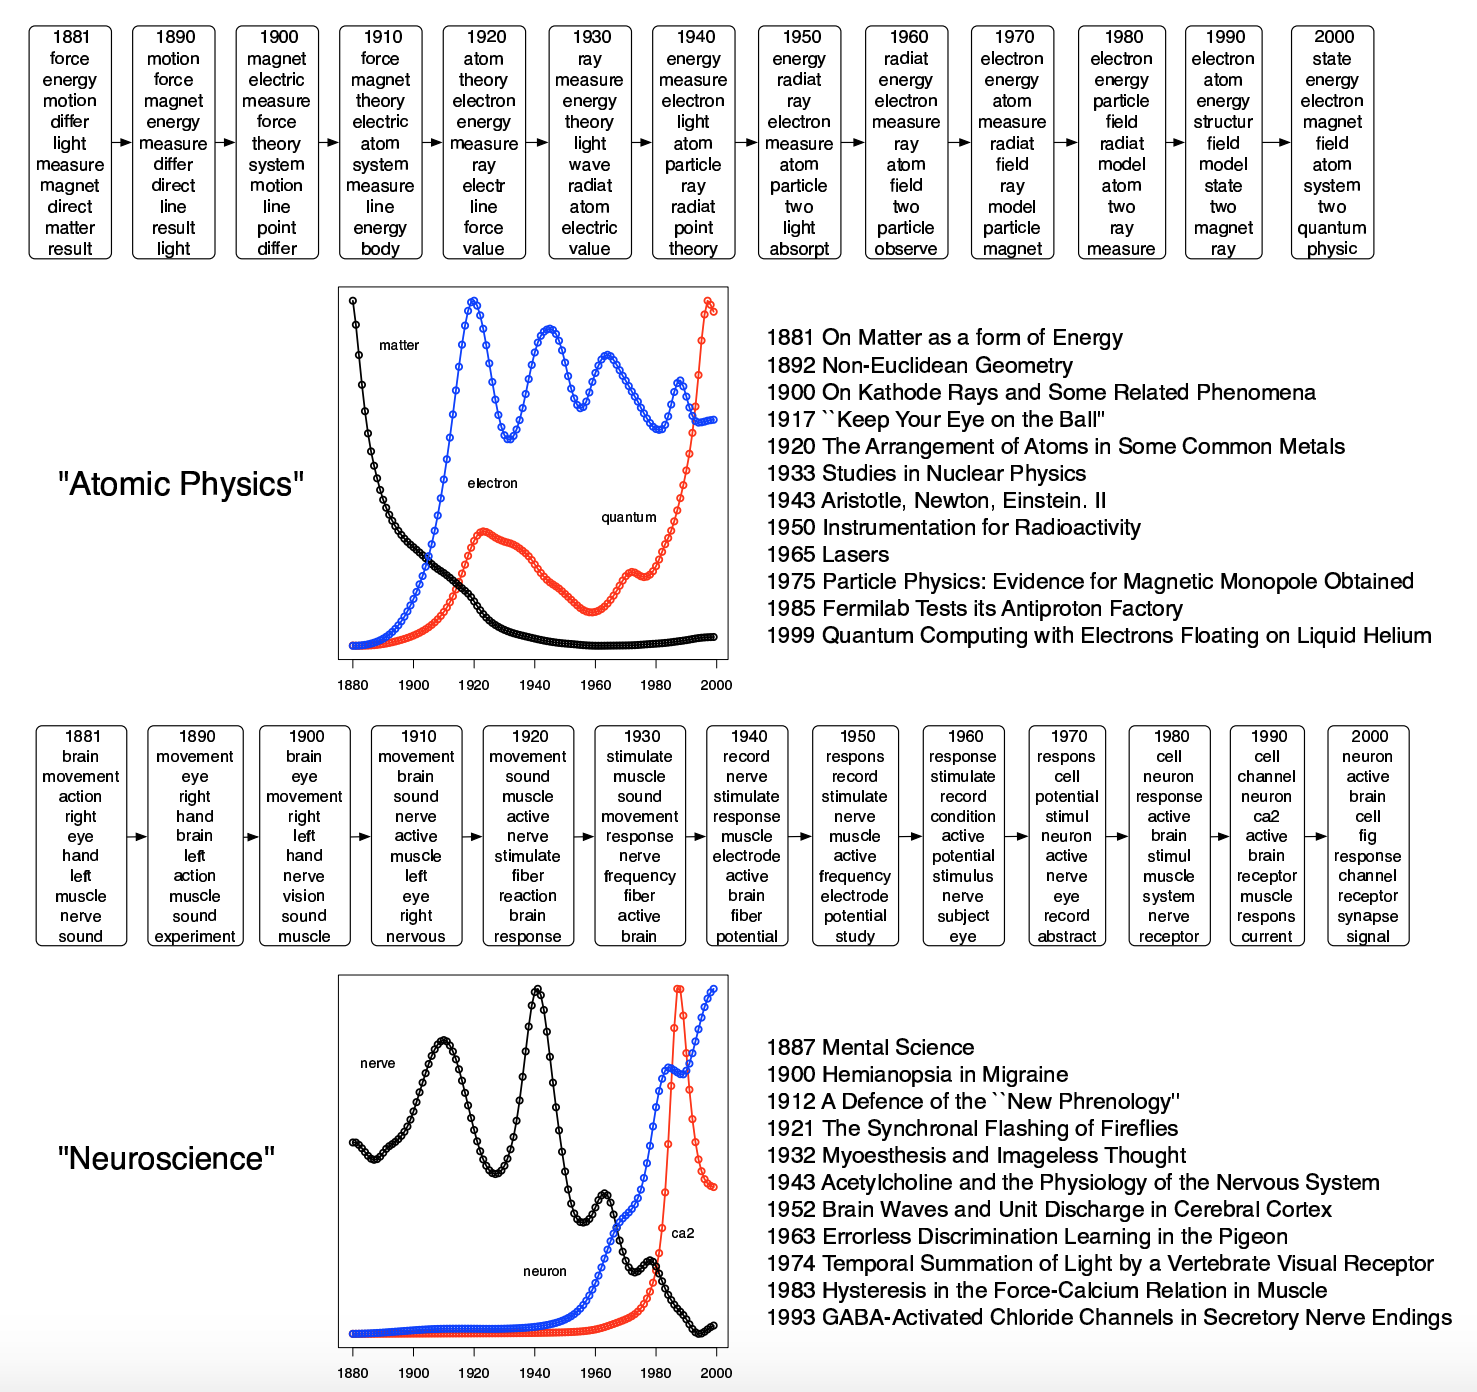 1881
force
energy
motion
differ
light
measure
magnet
direct
matter
result
1890
motion
force
magnet
energy
measure
differ
direct
line
result
light
1900
magnet
electric
measure
force
theory
system
motion
line
point
differ
1910
force
magnet
theory
electric
atom
system
measure
line
energy
body
1920
atom
theory
electron
energy
measure
ray
electr
line
force
value
1930
ray
measure
energy
theory
light
wave
radiat
atom
electric
value
1940
energy
measure
electron
light
atom
particle
ray
radiat
point
theory
1950
energy
radiat
ray
electron
measure
atom
particle
two
light
absorpt
1960
radiat
energy
electron
measure
ray
atom
field
two
particle
observe
1970
electron
energy
atom
measure
radiat
field
ray
model
particle
magnet
1980
electron
energy
particle
field
radiat
model
atom
two
ray
measure
1990
electron
atom
energy
structur
field
model
state
two
magnet
ray
2000
state
energy
electron
magnet
field
atom
system
two
quantum
physic
"Atomic Physics"
matter
electron
quantum
1880 1900 1920 1940 1960 1980 2000
1881 On Matter as a form of Energy
1892 Non-Euclidean Geometry
1900 On Kathode Rays and Some Related Phenomena
1917 ``Keep Your Eye on the Ball''
1920 The Arrangement of Atoms in Some Common Metals
1933 Studies in Nuclear Physics
1943 Aristotle, Newton, Einstein. II
1950 Instrumentation for Radioactivity
1965 Lasers
1975 Particle Physics: Evidence for Magnetic Monopole Obtained
1985 Fermilab Tests its Antiproton Factory
1999 Quantum Computing with Electrons Floating on Liquid Helium
1881
brain
movement
action
right
eye
hand
left
muscle
nerve
sound
1890
movement
eye
right
hand
brain
left
action
muscle
sound
experiment
1900
brain
eye
movement
right
left
hand
nerve
vision
sound
muscle
1910
movement
brain
sound
nerve
active
muscle
left
eye
right
nervous
1920
movement
sound
muscle
active
nerve
stimulate
fiber
reaction
brain
response
1930
stimulate
muscle
sound
movement
response
nerve
frequency
fiber
active
brain
1940
record
nerve
stimulate
response
muscle
electrode
active
brain
fiber
potential
1950
respons
record
stimulate
nerve
muscle
active
frequency
electrode
potential
study
1960
response
stimulate
record
condition
active
potential
stimulus
nerve
subject
eye
1970
respons
cell
potential
stimul
neuron
active
nerve
eye
record
abstract
1980
cell
neuron
response
active
brain
stimul
muscle
system
nerve
receptor
1990
cell
channel
neuron
ca2
active
brain
receptor
muscle
respons
current
2000
neuron
active
brain
cell
fig
response
channel
receptor
synapse
signal
"Neuroscience"
nerve
neuron
ca2
1880 1900 1920 1940 1960 1980 2000
1887 Mental Science
1900 Hemianopsia in Migraine
1912 A Defence of the ``New Phrenology''
1921 The Synchronal Flashing of Fireflies
1932 Myoesthesis and Imageless Thought
1943 Acetylcholine and the Physiology of the Nervous System
1952 Brain Waves and Unit Discharge in Cerebral Cortex
1963 Errorless Discrimination Learning in the Pigeon
1974 Temporal Summation of Light by a Vertebrate Visual Receptor
1983 Hysteresis in the Force-Calcium Relation in Muscle
1993 GABA-Activated Chloride Channels in Secretory Nerve Endings